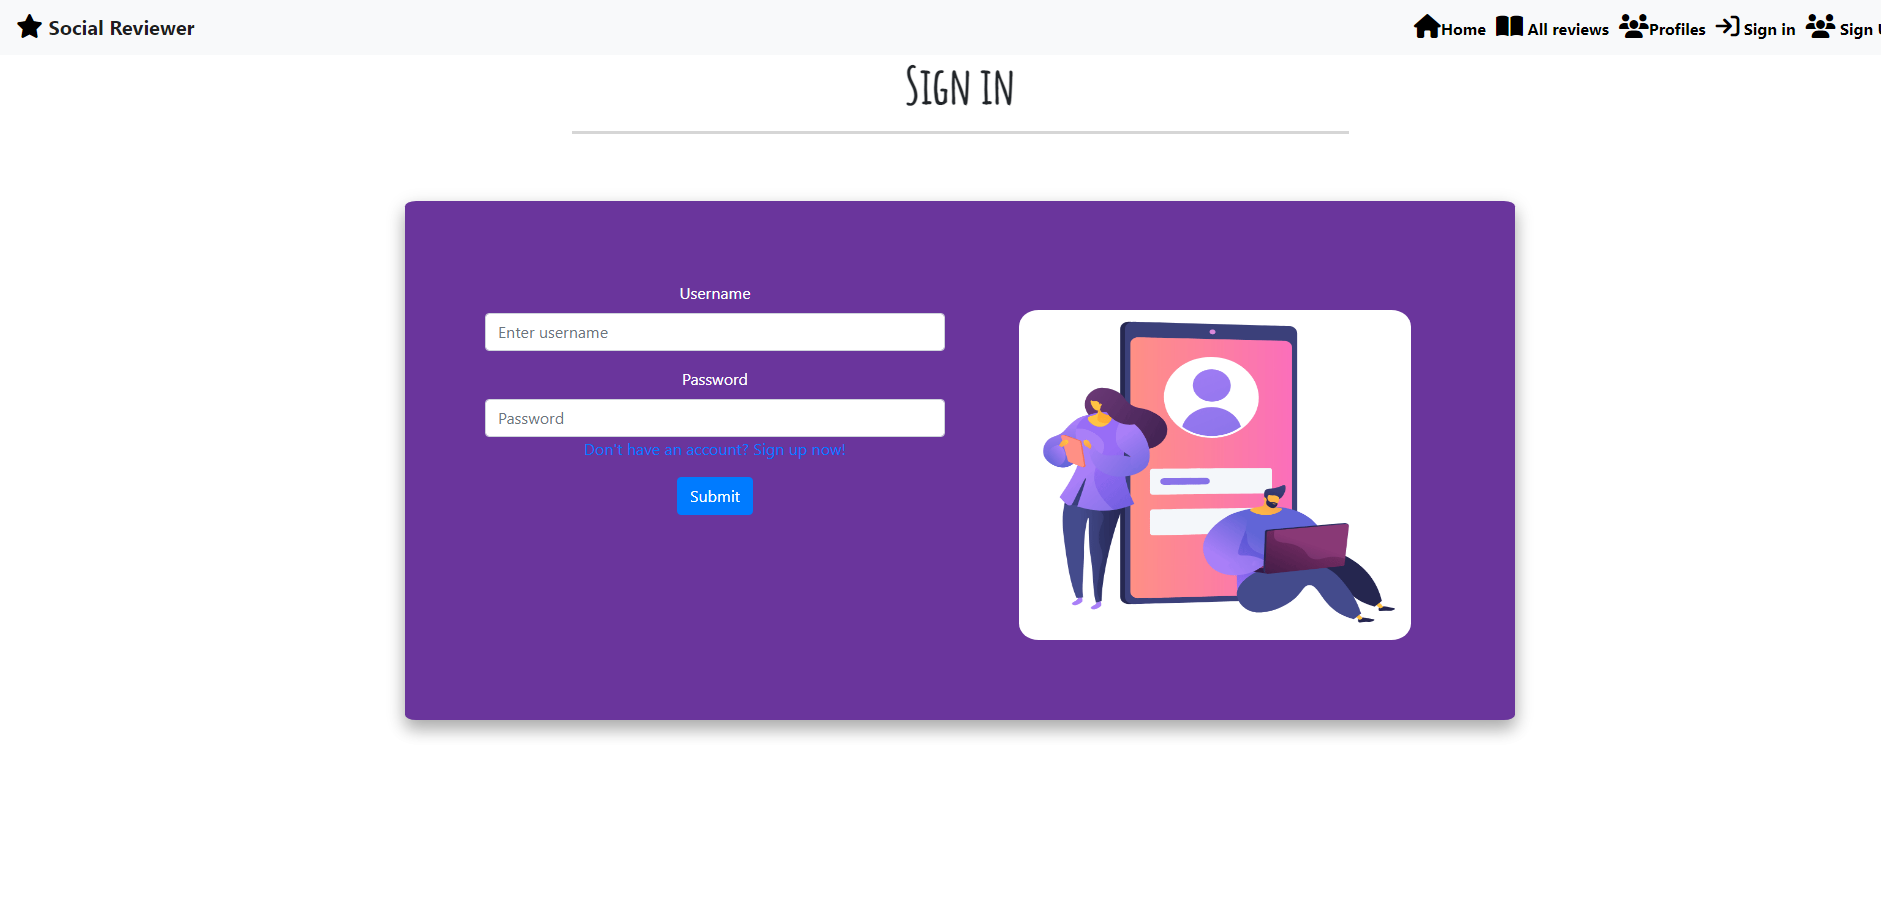 Social Reviewer
Home All reviews Profiles Sign in Sign
Sign in
Username
Enter username
Password
Password
Don't have an account? Sign up now!
Submit